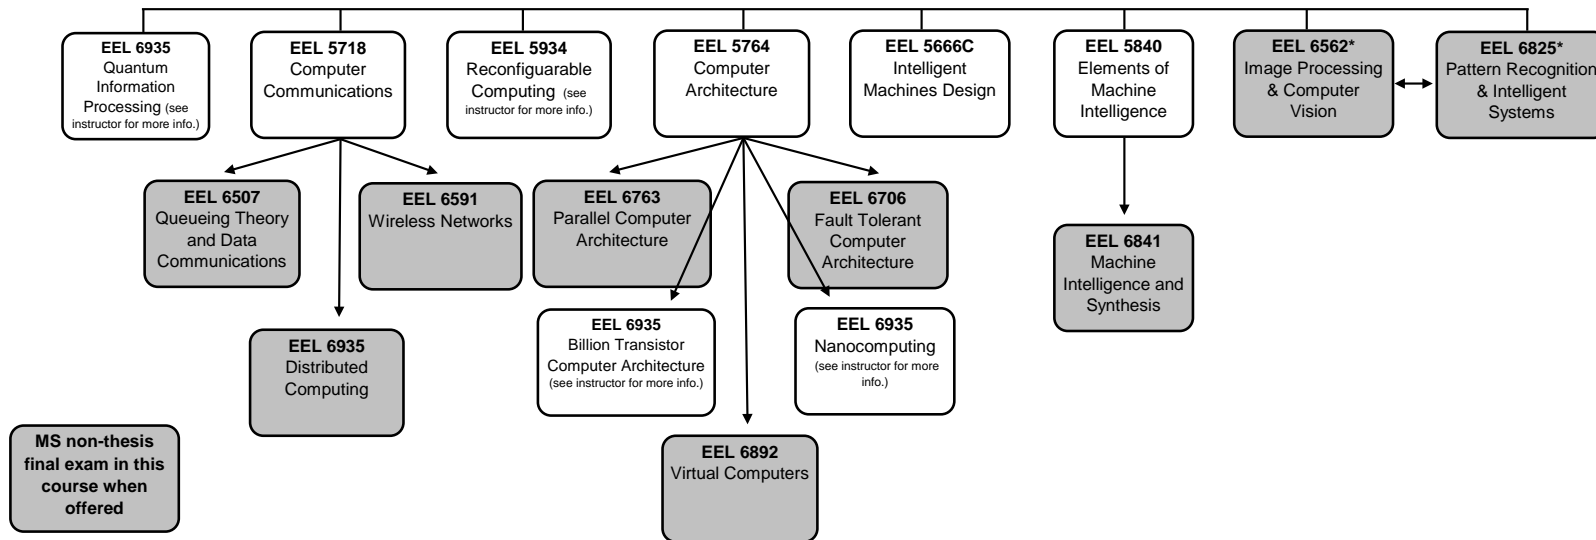 EEL 6935
Quantum
Information
Processing (see
instructor for more info.)
EEL 5718
Computer
Communications
EEL 5934
Reconfiguarable
Computing (see
instructor for more info.)
EEL 5764
Computer
Architecture
EEL 5666C
Intelligent
Machines Design
EEL 5840
Elements of
Machine
Intelligence
EEL 6562*
Image Processing
& Computer
Vision
EEL 6825*
Pattern Recognition
& Intelligent
Systems
EEL 6507
Queueing Theory
and Data
Communications
EEL 6591
Wireless Networks
EEL 6763
Parallel Computer
Architecture
EEL 6706
Fault Tolerant
Computer
Architecture
EEL 6841
Machine
Intelligence and
Synthesis
EEL 6935
Distributed
Computing
EEL 6935
Billion Transistor
Computer Architecture
(see instructor for more info.)
EEL 6935
Nanocomputing
(see instructor for more
info.)
MS non-thesis
final exam in this
course when
offered
EEL 6892
Virtual Computers